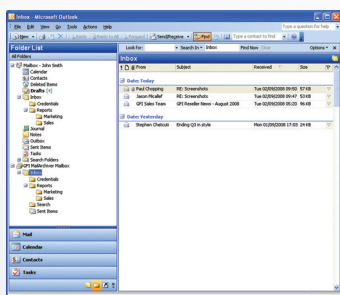 Inbox - Microsoft Outlook
File Edit View Go Tools Actions Help
Type a question for help
New Reply Reply to All Forward Send/Receive Find Type a contact to find
Folder List
Look for: Search In Inbox Find Now Clear Options
All Folders
Mailbox - John Smith
Calendar
Contacts
Deleted Items
Drafts [1]
Inbox
Credentials
Reports
Marketing
Sales
Journal
Notes
Outbox
Sent Items
Tasks
Search Folders
GFI MailArchiver Mailbox
Inbox
Credentials
Reports
Marketing
Sales
Search
Sent Items
Mail
Calendar
Contacts
Tasks
Inbox
From Subject Received Size
Date: Today
Paul Chopping RE: Screenshots Tue 02/09/2008 09:50 57 KB
Jason Micallef RE: Screenshots Tue 02/09/2008 09:47 53 KB
GFI Sales Team GFI Reseller News - August 2008 Tue 02/09/2008 05:20 96 KB
Date: Yesterday
Stephen Chetcuti Ending Q3 in style Mon 01/09/2008 17:03 24 KB